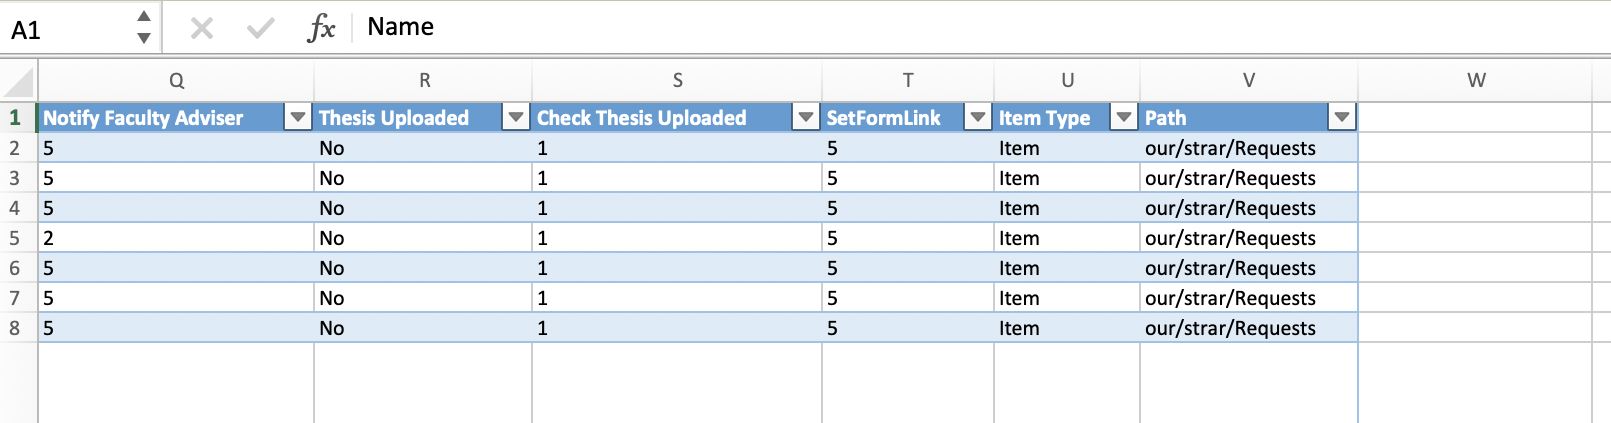 A1 fx Name
Q R S T U V W
1 Notify Faculty Adviser Thesis Uploaded Check Thesis Uploaded SetFormLink Item Type Path
2 5 No 1 5 Item our/strar/Requests
3 5 No 1 5 Item our/strar/Requests
4 5 No 1 5 Item our/strar/Requests
5 2 No 1 5 Item our/strar/Requests
6 5 No 1 5 Item our/strar/Requests
7 5 No 1 5 Item our/strar/Requests
8 5 No 1 5 Item our/strar/Requests